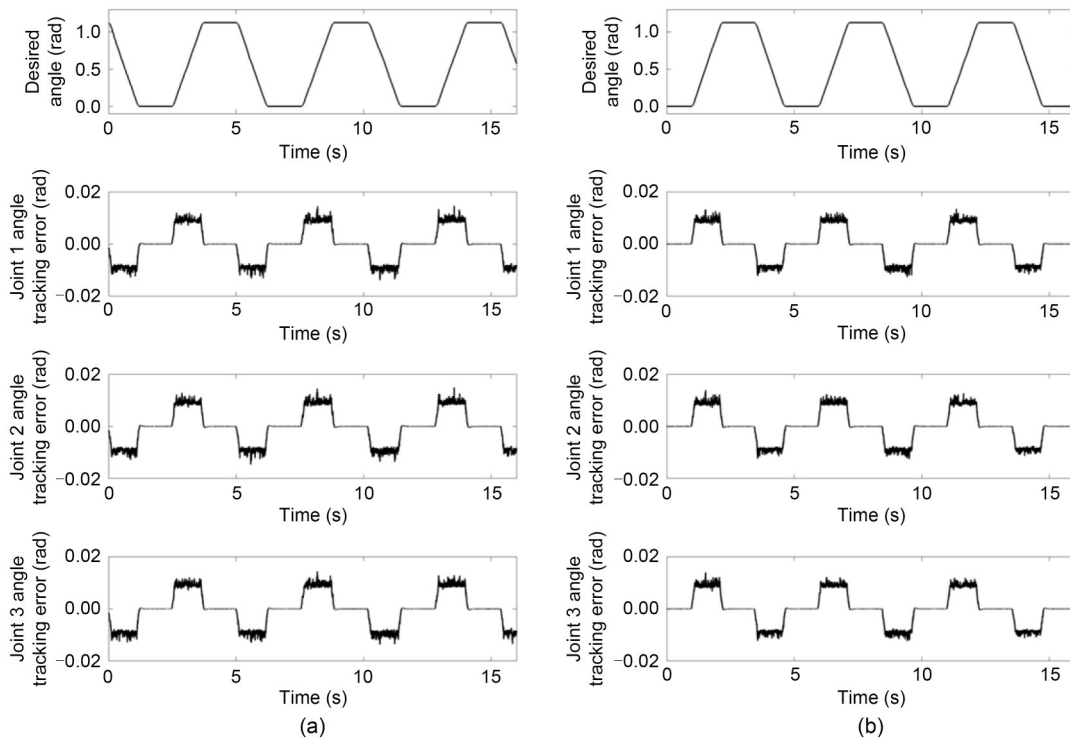 Desired
angle (rad)
1.0
0.5
0.0
0 5 10 15
Time (s)
Joint 1 angle
tracking error (rad)
0.02
0.00
−0.02
0 5 10 15
Time (s)
Joint 2 angle
tracking error (rad)
0.02
0.00
−0.02
0 5 10 15
Time (s)
Joint 3 angle
tracking error (rad)
0.02
0.00
−0.02
0 5 10 15
Time (s)
(a)
Desired
angle (rad)
1.0
0.5
0.0
0 5 10 15
Time (s)
Joint 1 angle
tracking error (rad)
0.02
0.00
−0.02
0 5 10 15
Time (s)
Joint 2 angle
tracking error (rad)
0.02
0.00
−0.02
0 5 10 15
Time (s)
Joint 3 angle
tracking error (rad)
0.02
0.00
−0.02
0 5 10 15
Time (s)
(b)